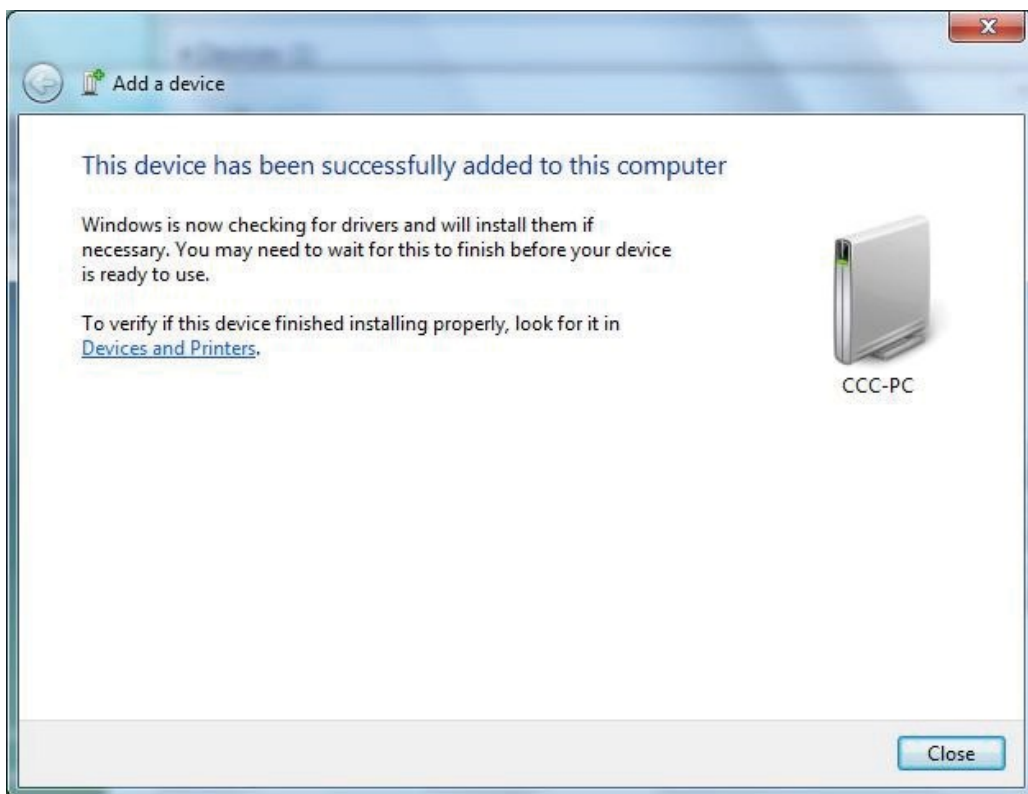 Add a device
This device has been successfully added to this computer
Windows is now checking for drivers and will install them if
necessary. You may need to wait for this to finish before your device
is ready to use.
To verify if this device finished installing properly, look for it in
Devices and Printers.
CCC-PC
Close